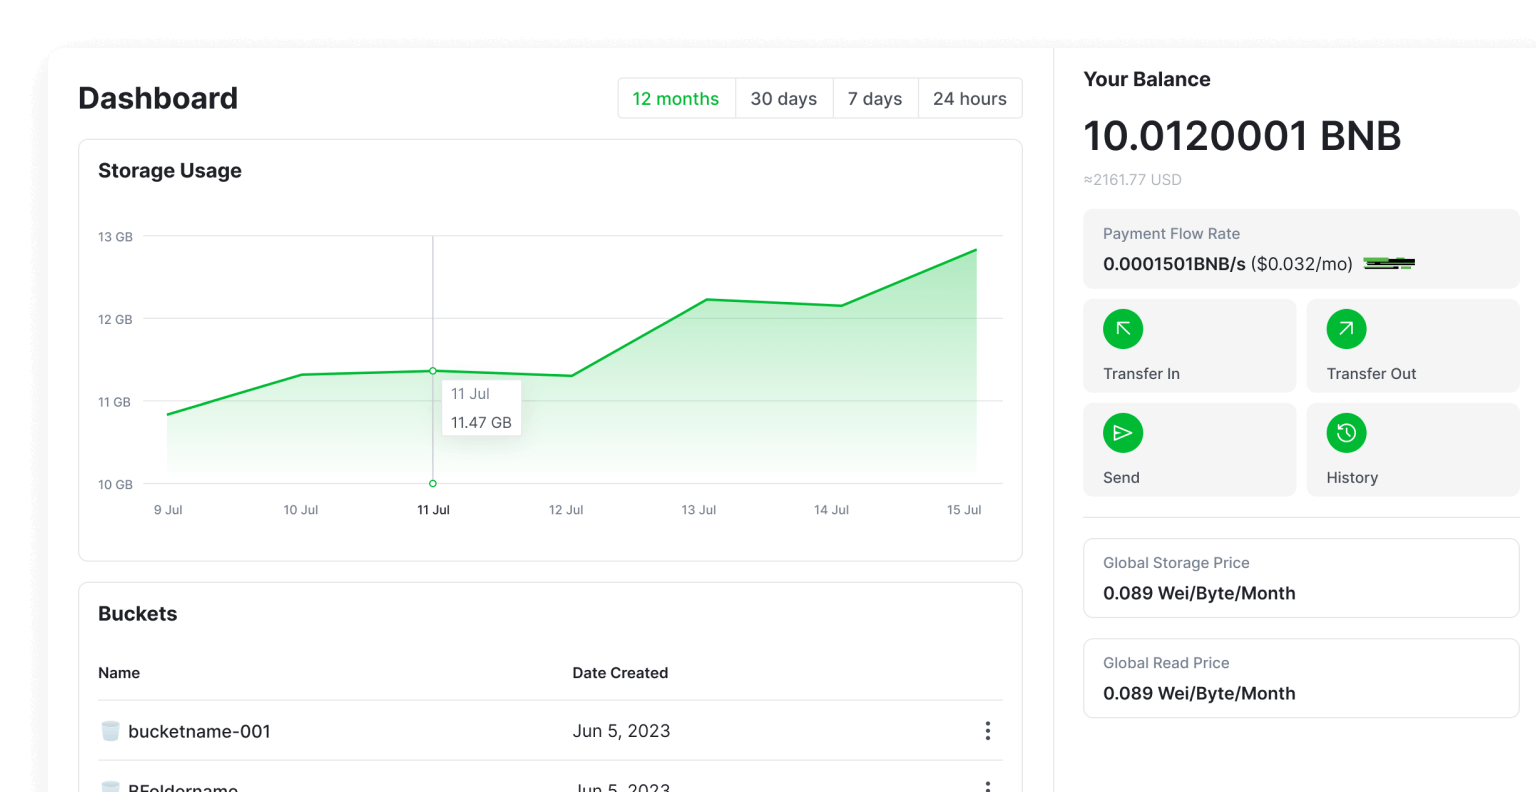 Dashboard
12 months
30 days
7 days
24 hours
Storage Usage
13 GB
12 GB
11 GB
10 GB
11 Jul
11.47 GB
9 Jul
10 Jul
11 Jul
12 Jul
13 Jul
14 Jul
15 Jul
Buckets
Name Date Created
bucketname-001 Jun 5, 2023
BFoldername Jun 5, 2023
Your Balance
10.0120001 BNB
≈2161.77 USD
Payment Flow Rate
0.0001501BNB/s ($0.032/mo)
Transfer In
Transfer Out
Send
History
Global Storage Price
0.089 Wei/Byte/Month
Global Read Price
0.089 Wei/Byte/Month